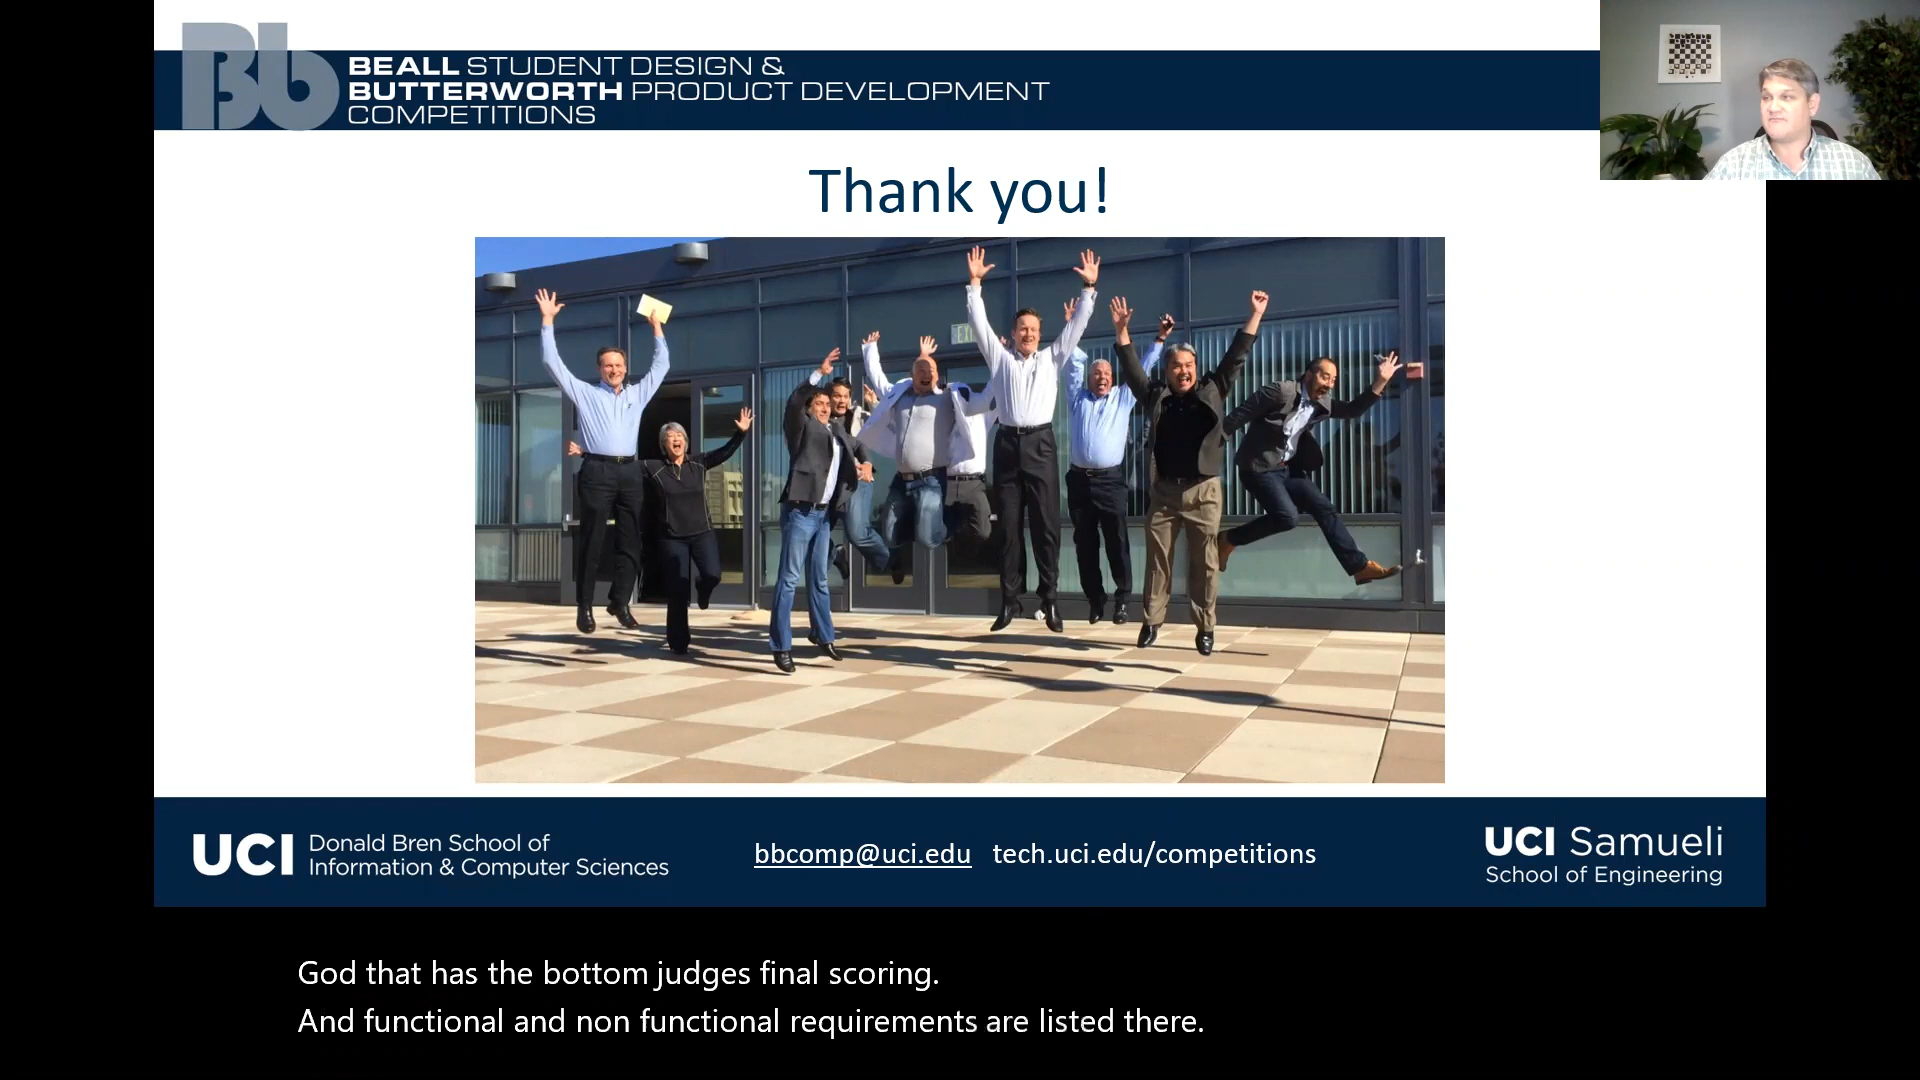 Bb
BEALL STUDENT DESIGN &
BUTTERWORTH PRODUCT DEVELOPMENT
COMPETITIONS
Thank you!
UCI Donald Bren School of
Information & Computer Sciences
bbcomp@uci.edu tech.uci.edu/competitions
UCI Samueli
School of Engineering
God that has the bottom judges final scoring.
And functional and non functional requirements are listed there.